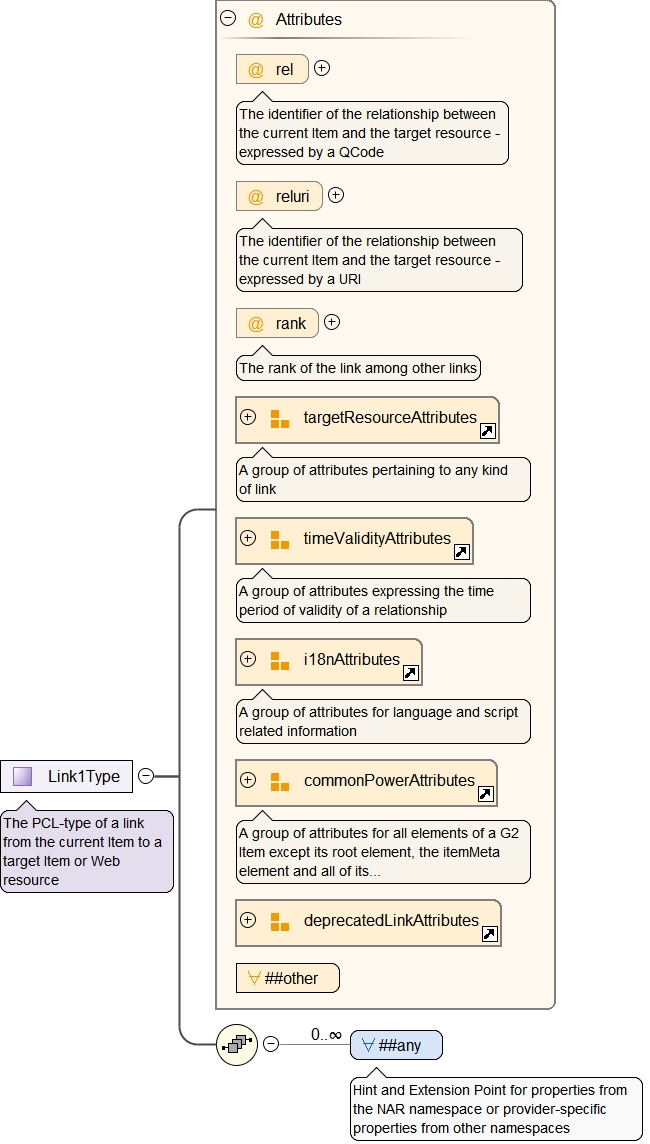 @ Attributes
@ rel
The identifier of the relationship between
the current Item and the target resource -
expressed by a QCode
@ reluri
The identifier of the relationship between
the current Item and the target resource -
expressed by a URI
@ rank
The rank of the link among other links
targetResourceAttributes
A group of attributes pertaining to any kind
of link
timeValidityAttributes
A group of attributes expressing the time
period of validity of a relationship
i18nAttributes
A group of attributes for language and script
related information
Link1Type
The PCL-type of a link
from the current Item to a
target Item or Web
resource
commonPowerAttributes
A group of attributes for all elements of a G2
Item except its root element, the itemMeta
element and all of its...
deprecatedLinkAttributes
##other
0..∞
##any
Hint and Extension Point for properties from
the NAR namespace or provider-specific
properties from other namespaces